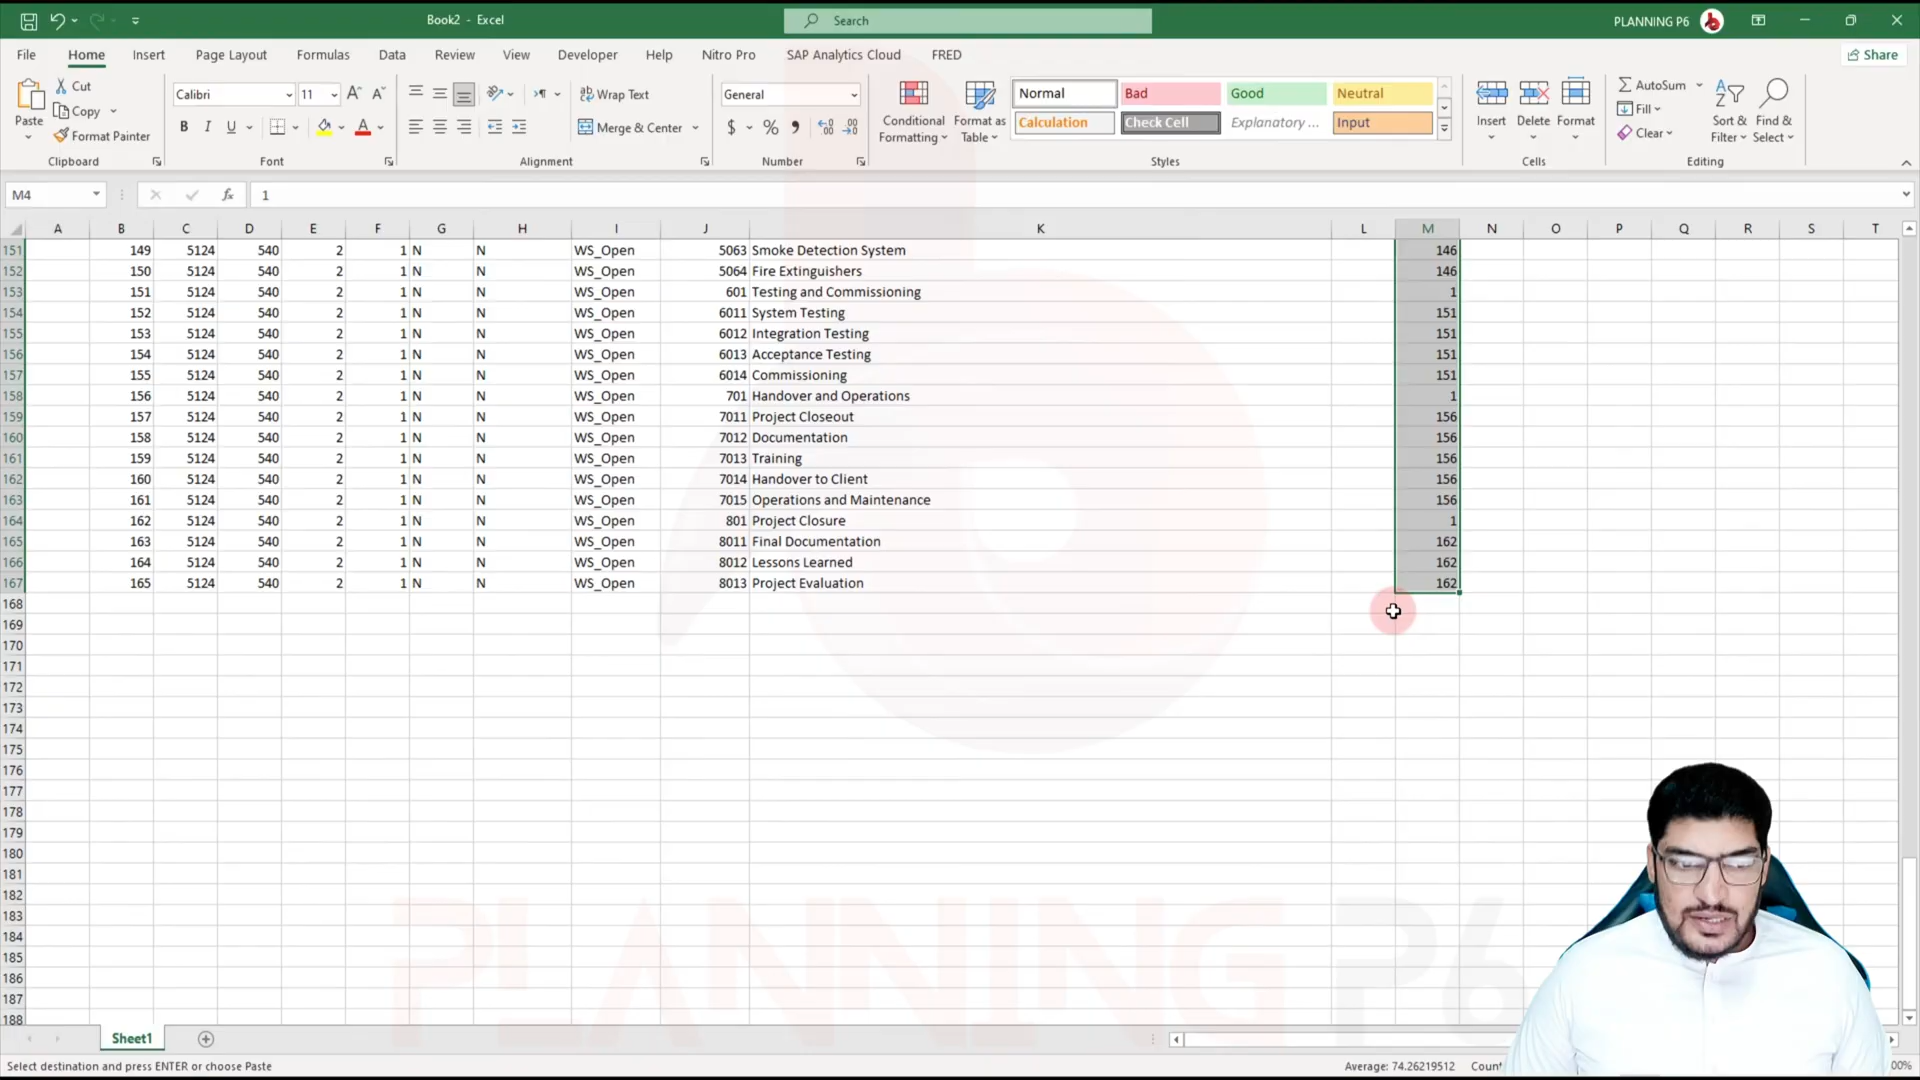 Book2 - Excel
Search
PLANNING P6
File Home Insert Page Layout Formulas Data Review View Developer Help Nitro Pro SAP Analytics Cloud FRED Share
Paste
Cut
Copy
Format Painter
Clipboard
Calibri 11
B I U
Font
Wrap Text
Merge & Center
Alignment
General
$ %
Number
Conditional Formatting
Format as Table
Normal Bad Good Neutral
Calculation Check Cell Explanatory ... Input
Styles
Insert Delete Format
Cells
AutoSum
Fill
Clear
Sort & Filter
Find & Select
Editing
M4 fx 1
A B C D E F G H I J K L M N O P Q R S T
151 149 5124 540 2 1 N N WS_Open 5063 Smoke Detection System 146
152 150 5124 540 2 1 N N WS_Open 5064 Fire Extinguishers 146
153 151 5124 540 2 1 N N WS_Open 601 Testing and Commissioning 1
154 152 5124 540 2 1 N N WS_Open 6011 System Testing 151
155 153 5124 540 2 1 N N WS_Open 6012 Integration Testing 151
156 154 5124 540 2 1 N N WS_Open 6013 Acceptance Testing 151
157 155 5124 540 2 1 N N WS_Open 6014 Commissioning 151
158 156 5124 540 2 1 N N WS_Open 701 Handover and Operations 1
159 157 5124 540 2 1 N N WS_Open 7011 Project Closeout 156
160 158 5124 540 2 1 N N WS_Open 7012 Documentation 156
161 159 5124 540 2 1 N N WS_Open 7013 Training 156
162 160 5124 540 2 1 N N WS_Open 7014 Handover to Client 156
163 161 5124 540 2 1 N N WS_Open 7015 Operations and Maintenance 156
164 162 5124 540 2 1 N N WS_Open 801 Project Closure 1
165 163 5124 540 2 1 N N WS_Open 8011 Final Documentation 162
166 164 5124 540 2 1 N N WS_Open 8012 Lessons Learned 162
167 165 5124 540 2 1 N N WS_Open 8013 Project Evaluation 162
168
169
170
171
172
173
174
175
176
177
178
179
180
181
182
183
184
185
186
187
188
PLANNING P6
Sheet1
Select destination and press ENTER or choose Paste
Average: 74.26219512